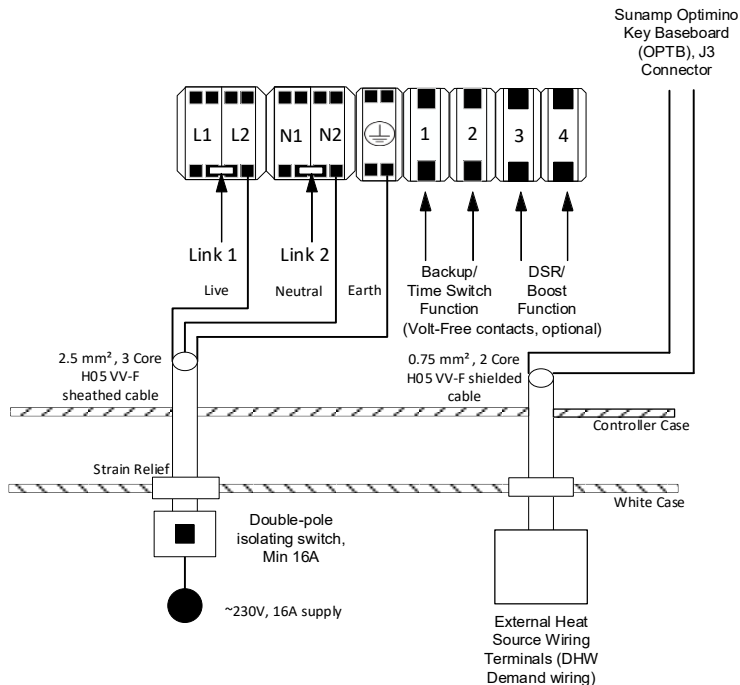 Sunamp Optimino
Key Baseboard
(OPTB), J3
Connector
L1 L2 N1 N2 1 2 3 4
Link 1
Link 2
Backup/
Time Switch
Function
DSR/
Boost
Function
(Volt-Free contacts, optional)
Live
Neutral
Earth
2.5 mm², 3 Core
H05 VV-F
sheathed cable
0.75 mm², 2 Core
H05 VV-F shielded
cable
Controller Case
Strain Relief
White Case
Double-pole
isolating switch,
Min 16A
~230V, 16A supply
External Heat
Source Wiring
Terminals (DHW
Demand wiring)